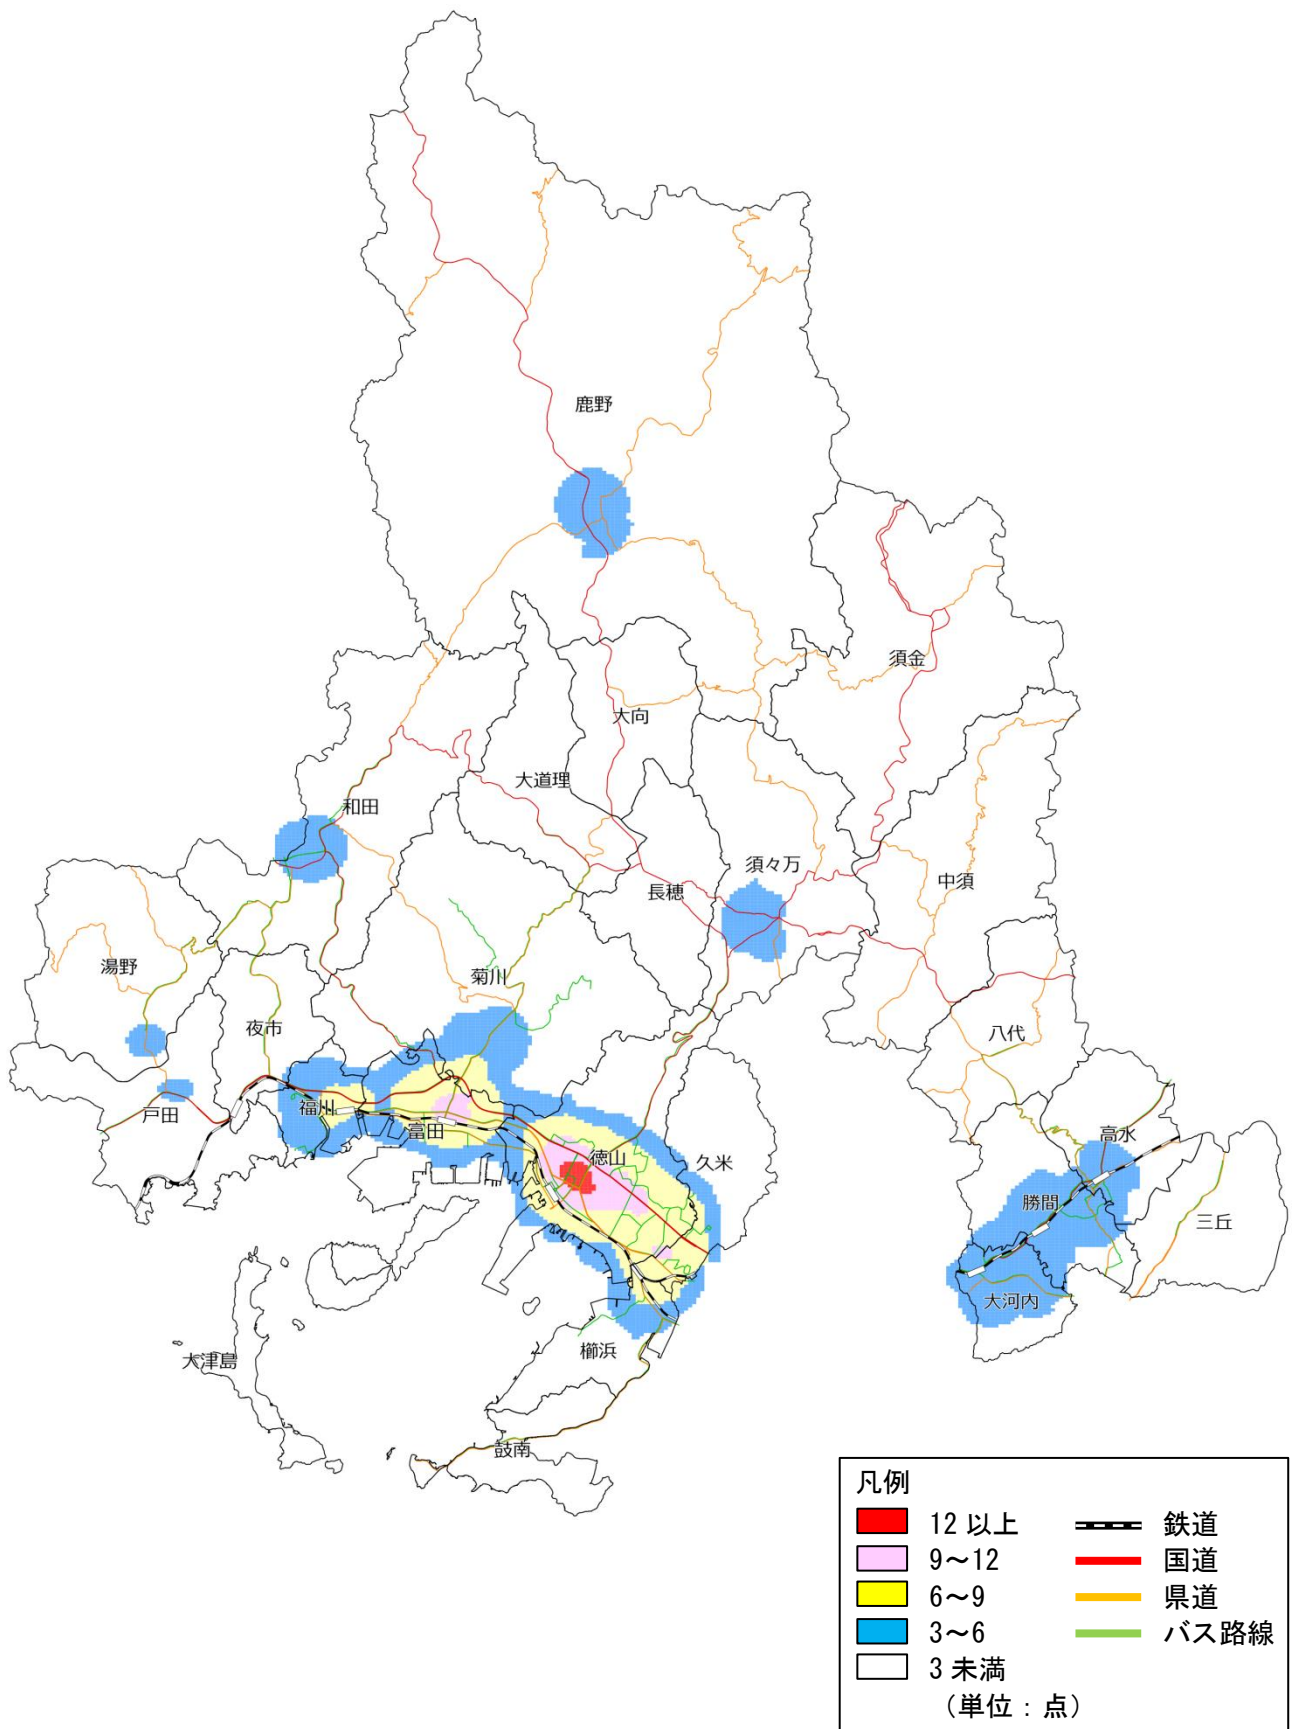 鹿野
須金
大向
大道理
和田
須々万
長穂
中須
湯野
菊川
夜市
八代
戸田
福川
富田
徳山
久米
高水
勝間
三丘
大河内
櫛浜
大津島
鼓南
凡例
12 以上
9～12
6～9
3～6
3 未満
（単位：点）
鉄道
国道
県道
バス路線